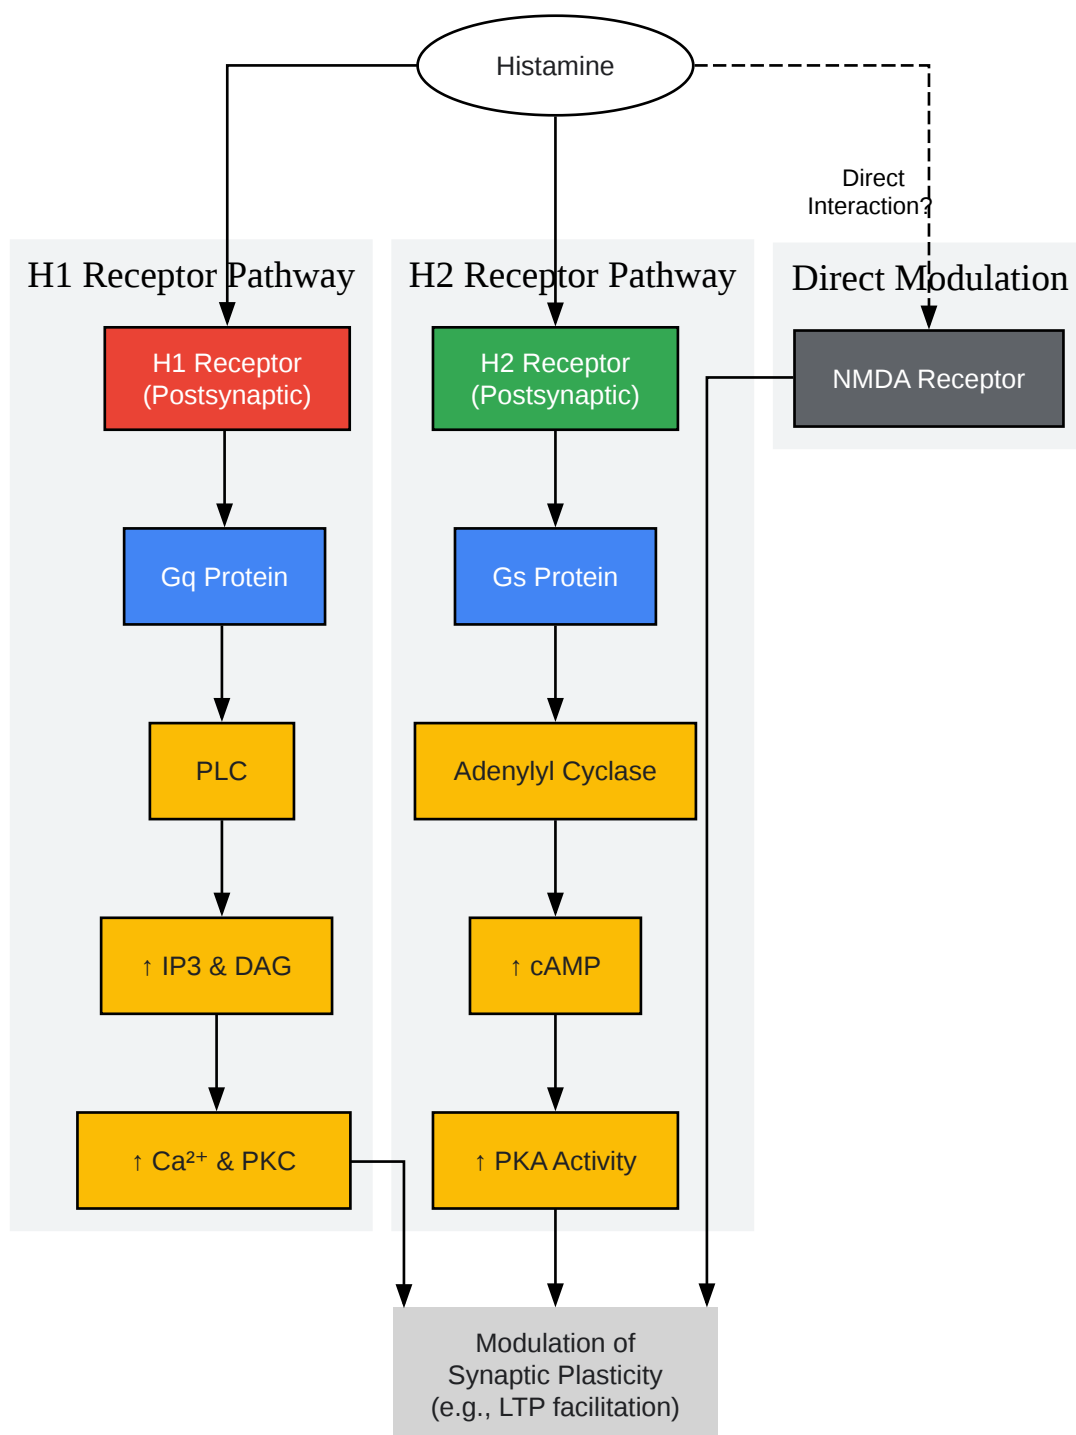 Histamine
Direct
Interaction?
H1 Receptor Pathway
H2 Receptor Pathway
Direct Modulation
H1 Receptor
(Postsynaptic)
H2 Receptor
(Postsynaptic)
NMDA Receptor
Gq Protein
Gs Protein
PLC
Adenylyl Cyclase
↑ IP3 & DAG
↑ cAMP
↑ Ca²⁺ & PKC
↑ PKA Activity
Modulation of
Synaptic Plasticity
(e.g., LTP facilitation)